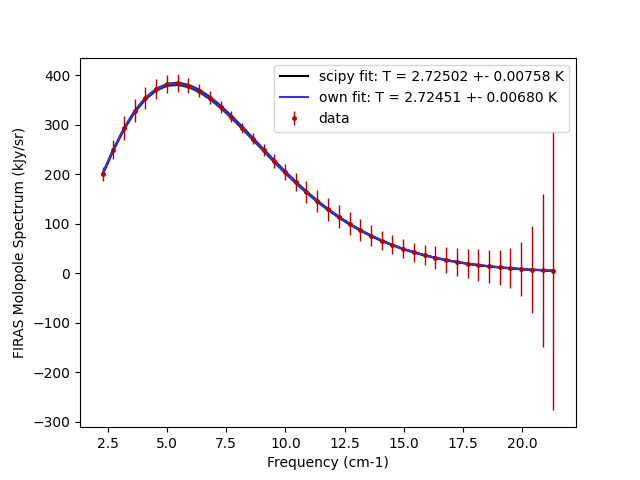 scipy fit: T = 2.72502 +- 0.00758 K
own fit: T = 2.72451 +- 0.00680 K
data
FIRAS Molopole Spectrum (kJy/sr)
400
300
200
100
0
−100
−200
−300
2.5 5.0 7.5 10.0 12.5 15.0 17.5 20.0
Frequency (cm-1)